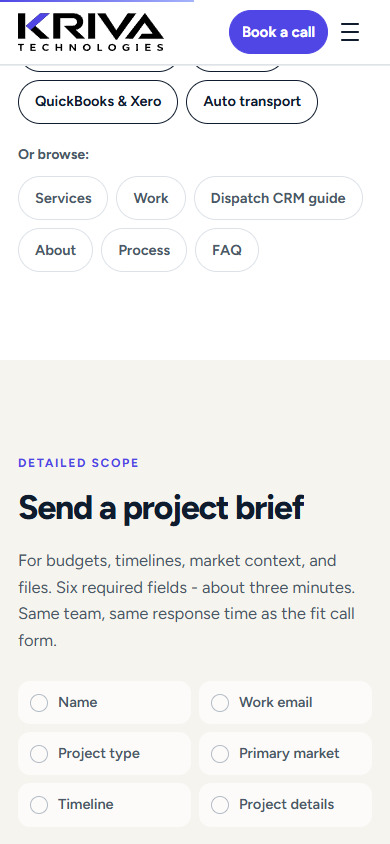 KRIVA
TECHNOLOGIES
Book a call
QuickBooks & Xero
Auto transport
Or browse:
Services
Work
Dispatch CRM guide
About
Process
FAQ
DETAILED SCOPE
Send a project brief
For budgets, timelines, market context, and
files. Six required fields - about three minutes.
Same team, same response time as the fit call
form.
Name
Work email
Project type
Primary market
Timeline
Project details